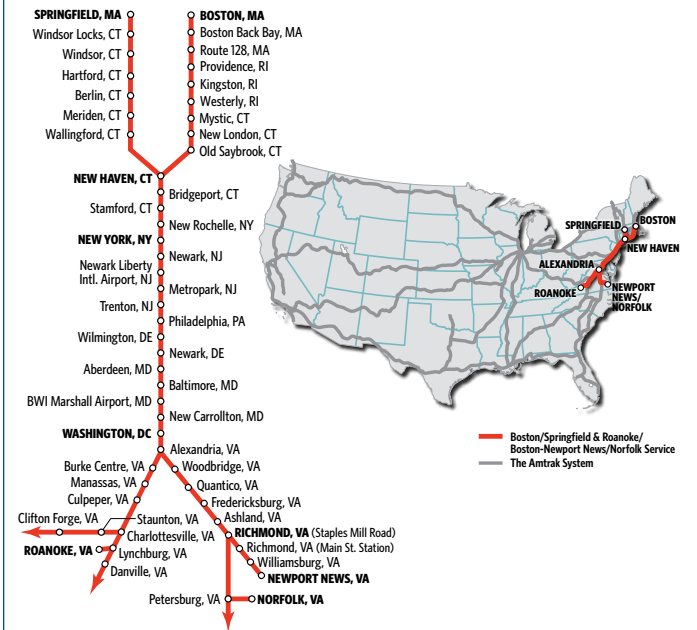 SPRINGFIELD, MA
Windsor Locks, CT
Windsor, CT
Hartford, CT
Berlin, CT
Meriden, CT
Wallingford, CT
BOSTON, MA
Boston Back Bay, MA
Route 128, MA
Providence, RI
Kingston, RI
Westerly, RI
Mystic, CT
New London, CT
Old Saybrook, CT
NEW HAVEN, CT
Bridgeport, CT
Stamford, CT
New Rochelle, NY
NEW YORK, NY
Newark, NJ
Newark Liberty
Intl. Airport, NJ
Metropark, NJ
Trenton, NJ
Philadelphia, PA
Wilmington, DE
Newark, DE
Aberdeen, MD
Baltimore, MD
BWI Marshall Airport, MD
New Carrollton, MD
WASHINGTON, DC
Alexandria, VA
Burke Centre, VA
Manassas, VA
Culpeper, VA
Clifton Forge, VA
Staunton, VA
Charlottesville, VA
ROANOKE, VA
Lynchburg, VA
Danville, VA
Woodbridge, VA
Quantico, VA
Fredericksburg, VA
Ashland, VA
RICHMOND, VA (Staples Mill Road)
Richmond, VA (Main St. Station)
Williamsburg, VA
NEWPORT NEWS, VA
Petersburg, VA
NORFOLK, VA
SPRINGFIELD
BOSTON
NEW HAVEN
ALEXANDRIA
ROANOKE
NEWPORT
NEWS/
NORFOLK
Boston/Springfield & Roanoke/
Boston-Newport News/Norfolk Service
The Amtrak System